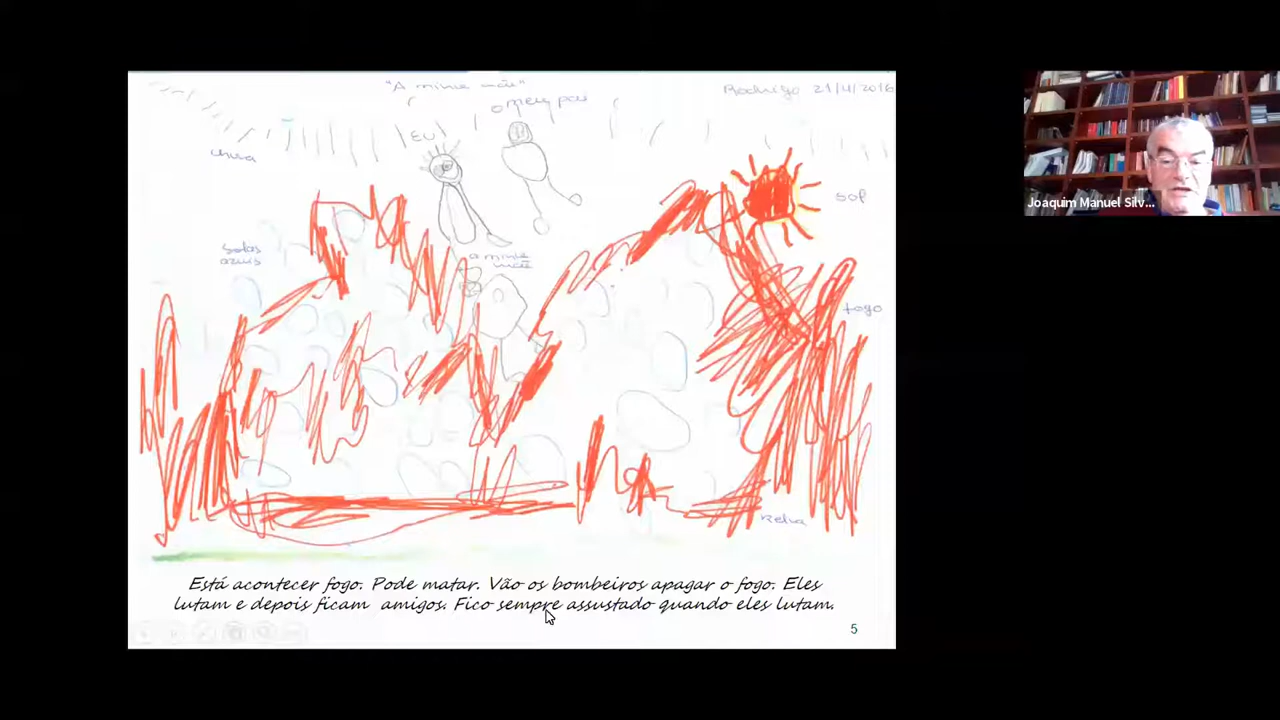 "A minha mãe"
Rodrigo 21/4/2016
o meu pai
EU
chuva
sol
bolas
azuis
a minha
mãe
fogo
Relva
Está acontecer fogo. Pode matar. Vão os bombeiros apagar o fogo. Eles
lutam e depois ficam amigos. Fico sempre assustado quando eles lutam.
5
Joaquim Manuel Silv...